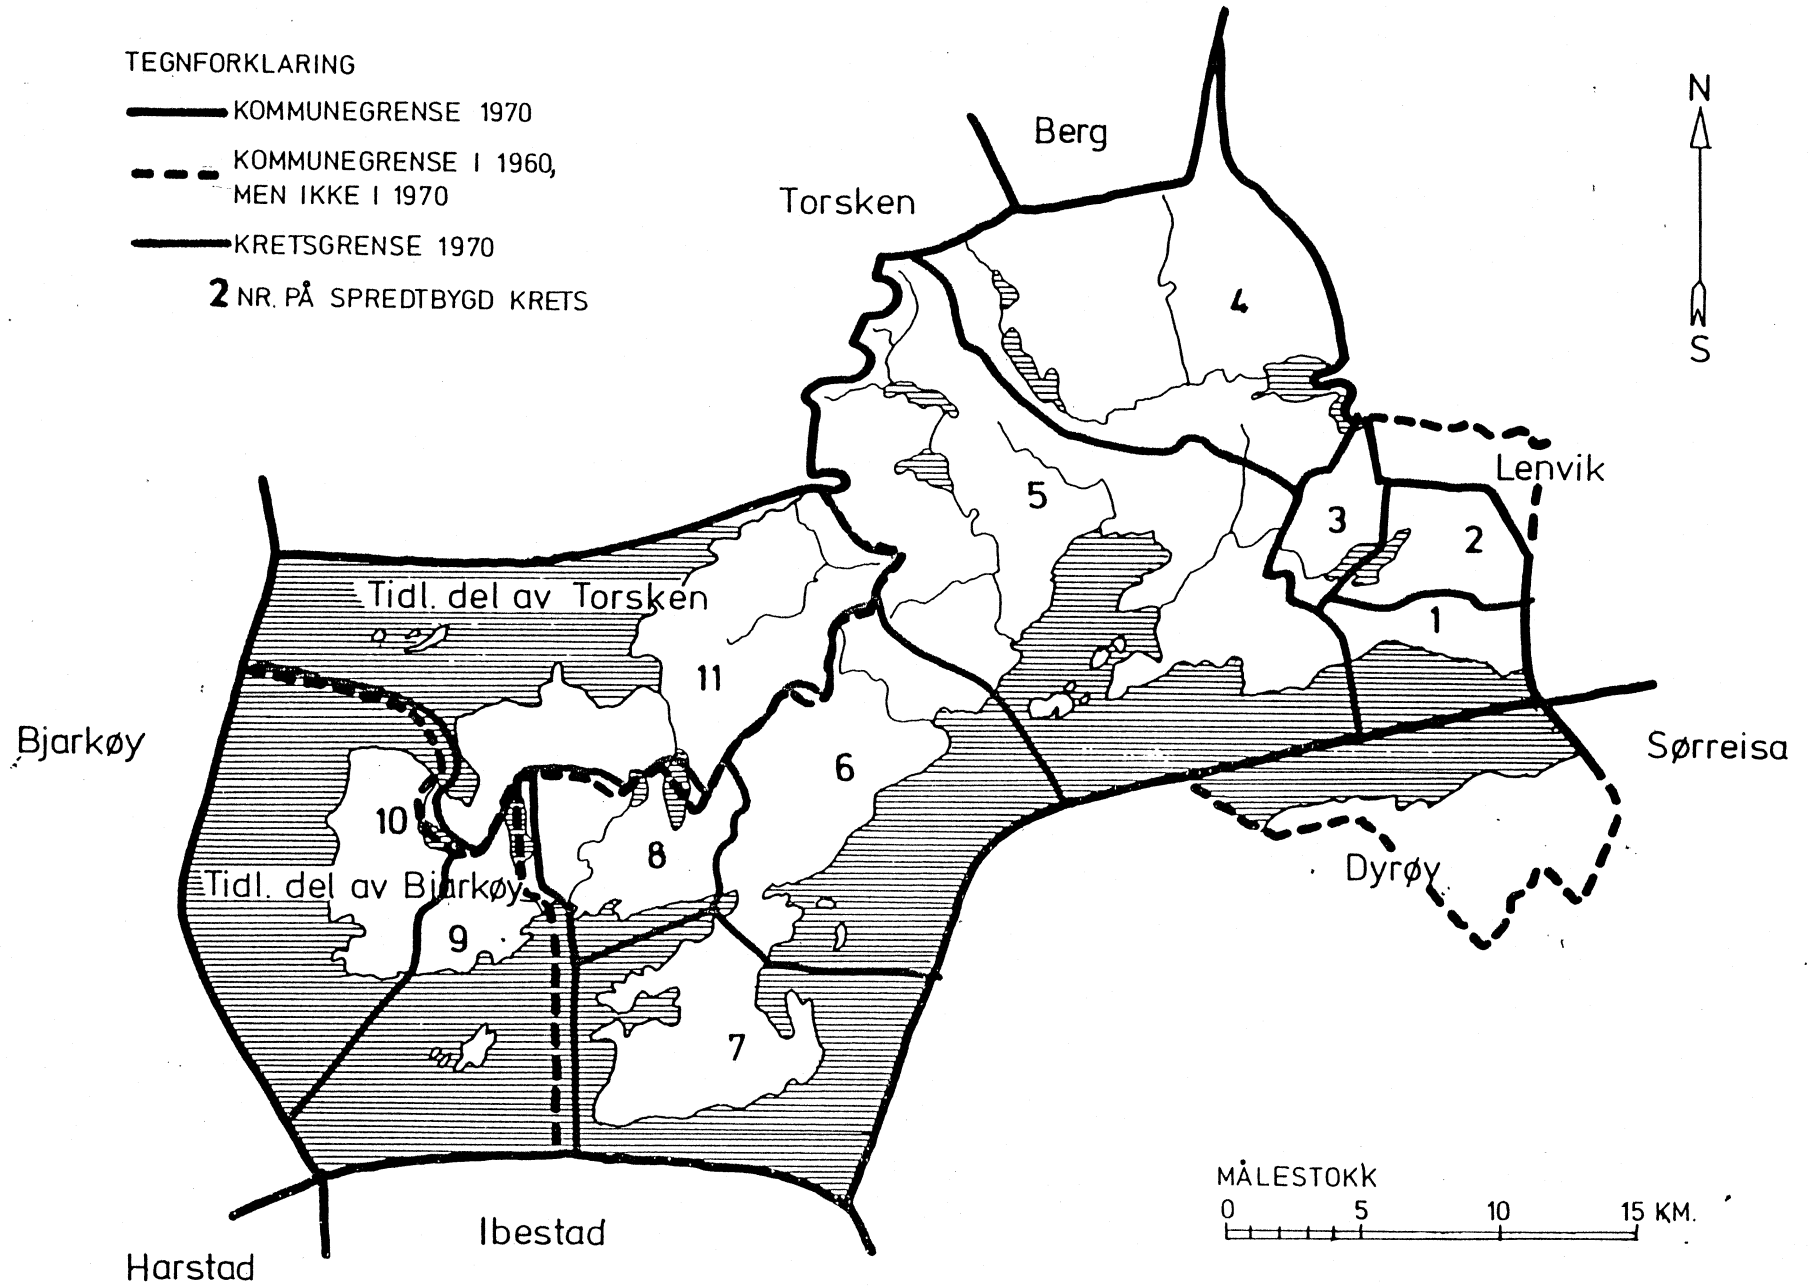 TEGNFORKLARING
KOMMUNEGRENSE 1970
KOMMUNEGRENSE I 1960,
MEN IKKE I 1970
KRETSGRENSE 1970
2 NR. PÅ SPREDTBYGD KRETS
N
S
Berg
Torsken
4
Lenvik
5
3
2
1
Tidl. del av Torsken
11
Bjarkøy
6
Sørreisa
10
8
Dyrøy
Tidl. del av Bjarkøy
9
7
MÅLESTOKK
0 5 10 15 KM.
Ibestad
Harstad